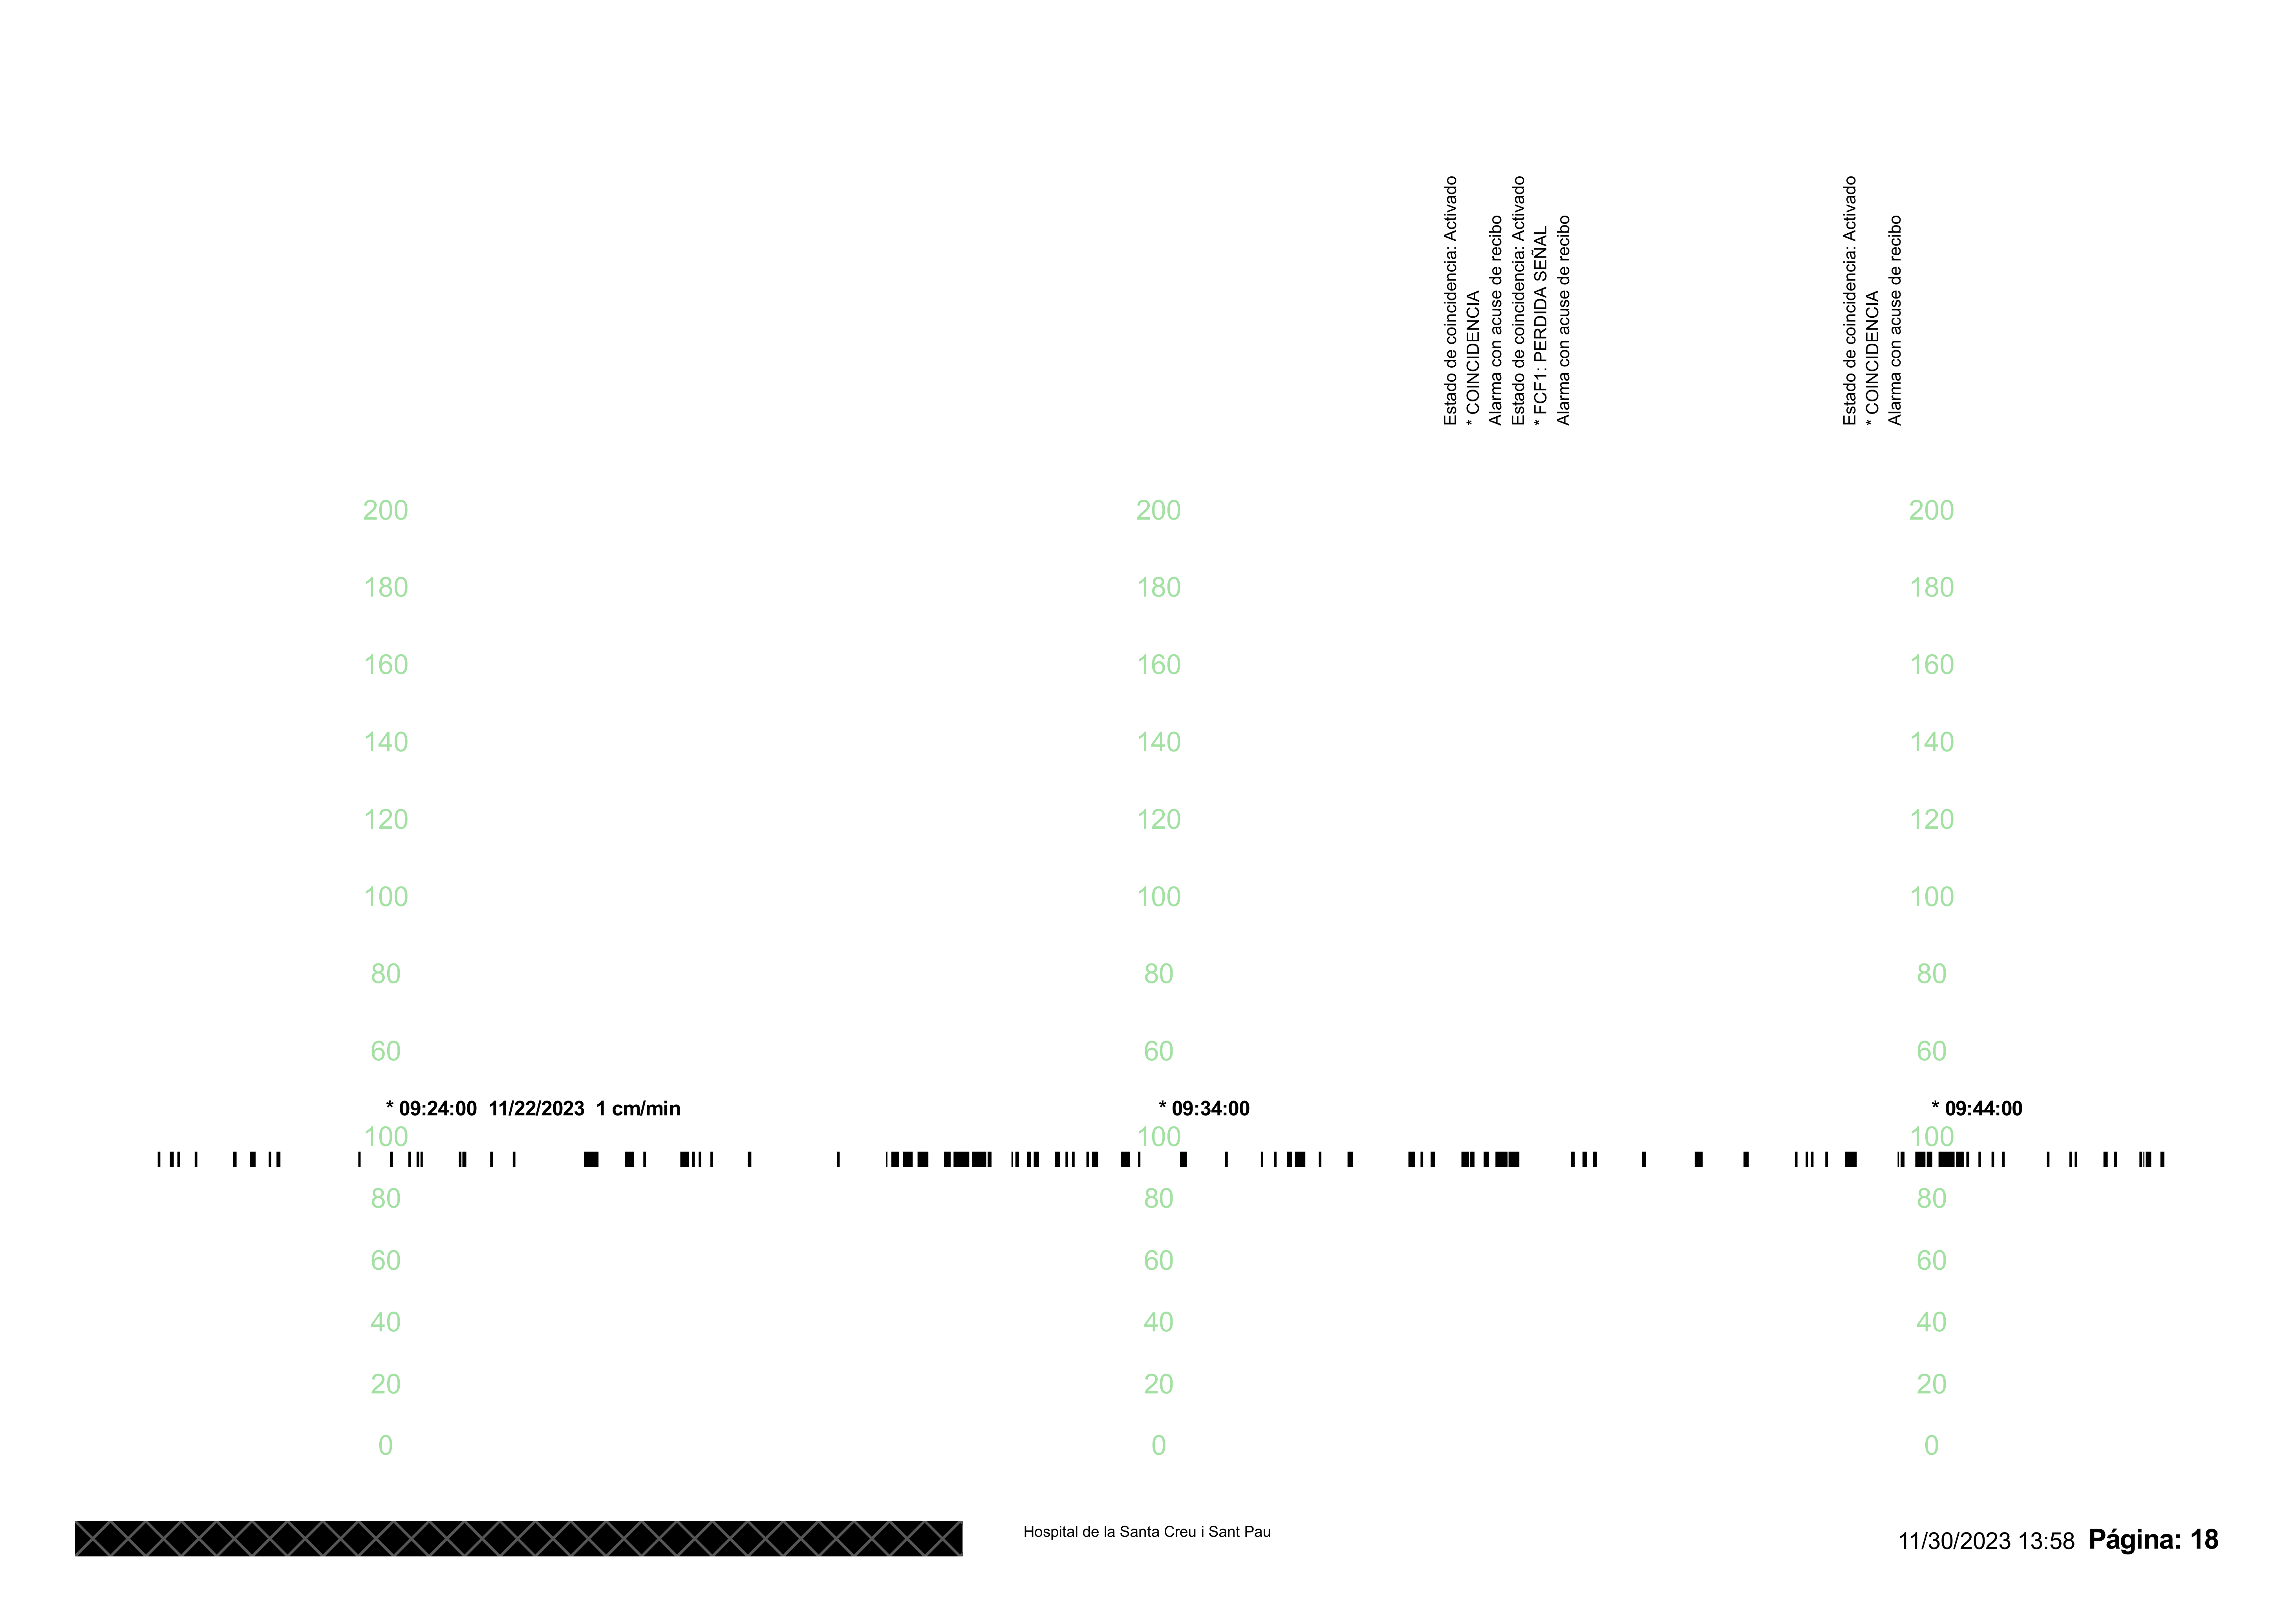 Estado de coincidencia: Activado
* COINCIDENCIA
Alarma con acuse de recibo
Estado de coincidencia: Activado
* FCF1: PERDIDA SEÑAL
Alarma con acuse de recibo
Estado de coincidencia: Activado
* COINCIDENCIA
Alarma con acuse de recibo
200 200 200
180 180 180
160 160 160
140 140 140
120 120 120
100 100 100
80 80 80
60 60 60
* 09:24:00 11/22/2023 1 cm/min * 09:34:00 * 09:44:00
100 100 100
80 80 80
60 60 60
40 40 40
20 20 20
0 0 0
Hospital de la Santa Creu i Sant Pau
11/30/2023 13:58 Página: 18